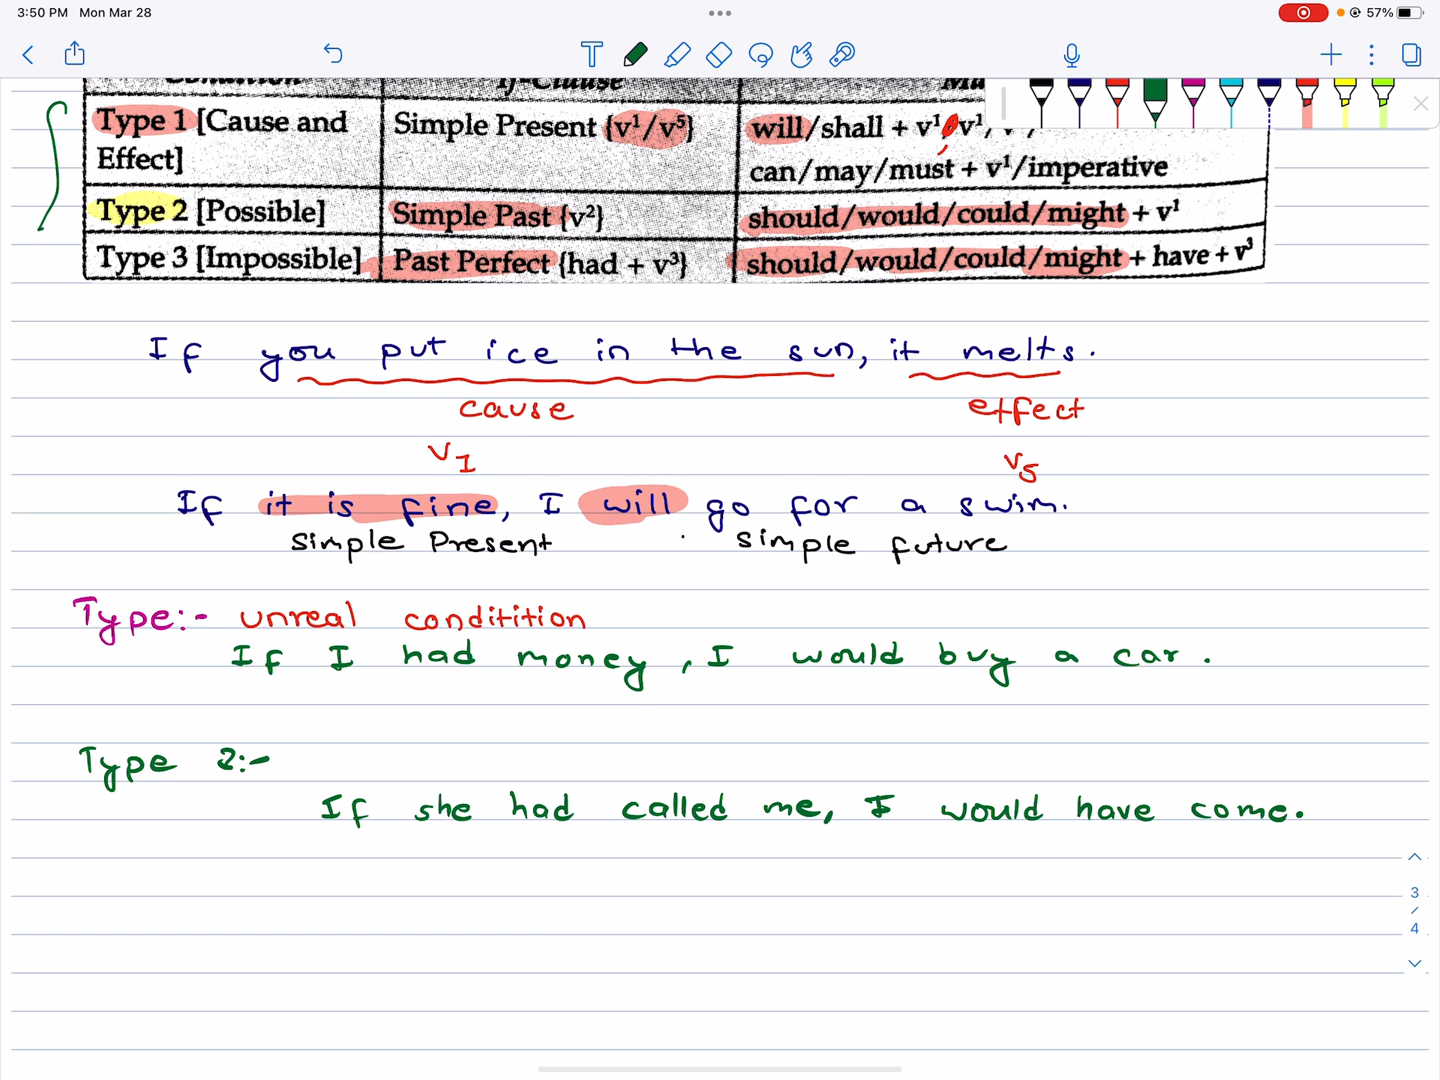 3:50 PM Mon Mar 28
57%
Condition If-Clause
Type 1 [Cause and Effect] Simple Present {v¹/v⁵} will/shall + v¹, v¹/
can/may/must + v¹/imperative
Type 2 [Possible] Simple Past {v²} should/would/could/might + v¹
Type 3 [Impossible] Past Perfect {had + v³} should/would/could/might + have + v³
If you put ice in the sun, it melts.
cause effect
V1 V5
If it is fine, I will go for a swim.
Simple Present simple future
Type:- unreal conditition
If I had money, I would buy a car.
Type 2:-
If she had called me, I would have come.
3
/
4